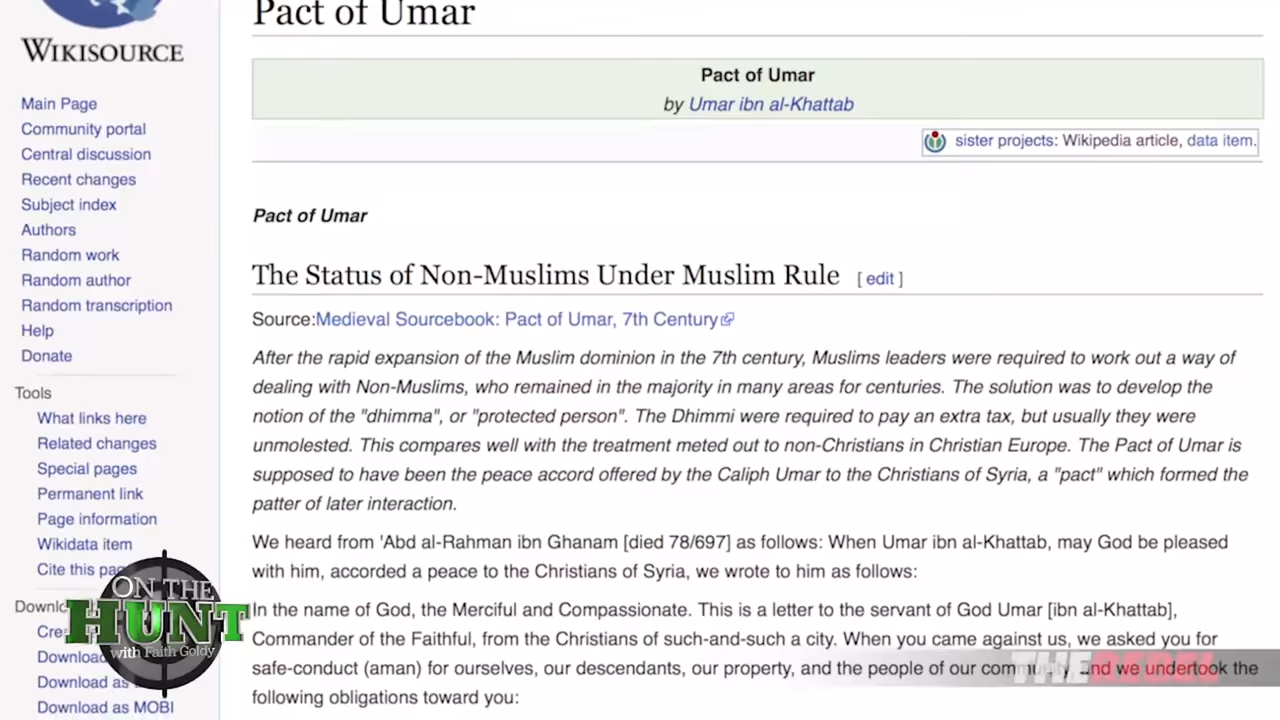 Pact of Umar
WIKISOURCE
Main Page
Community portal
Central discussion
Recent changes
Subject index
Authors
Random work
Random author
Random transcription
Help
Donate
Tools
What links here
Related changes
Special pages
Permanent link
Page information
Wikidata item
Cite this
Download as
Download as MOBI
Pact of Umar
by Umar ibn al-Khattab
sister projects: Wikipedia article, data item.
Pact of Umar
The Status of Non-Muslims Under Muslim Rule [ edit ]
Source:Medieval Sourcebook: Pact of Umar, 7th Century
After the rapid expansion of the Muslim dominion in the 7th century, Muslims leaders were required to work out a way of
dealing with Non-Muslims, who remained in the majority in many areas for centuries. The solution was to develop the
notion of the "dhimma", or "protected person". The Dhimmi were required to pay an extra tax, but usually they were
unmolested. This compares well with the treatment meted out to non-Christians in Christian Europe. The Pact of Umar is
supposed to have been the peace accord offered by the Caliph Umar to the Christians of Syria, a "pact" which formed the
patter of later interaction.
We heard from 'Abd al-Rahman ibn Ghanam [died 78/697] as follows: When Umar ibn al-Khattab, may God be pleased
with him, accorded a peace to the Christians of Syria, we wrote to him as follows:
In the name of God, the Merciful and Compassionate. This is a letter to the servant of God Umar [ibn al-Khattab],
Commander of the Faithful, from the Christians of such-and-such a city. When you came against us, we asked you for
safe-conduct (aman) for ourselves, our descendants, our property, and the people of our community, and we undertook the
following obligations toward you:
ON THE
HUNT
with Faith Goldy
THE REBEL